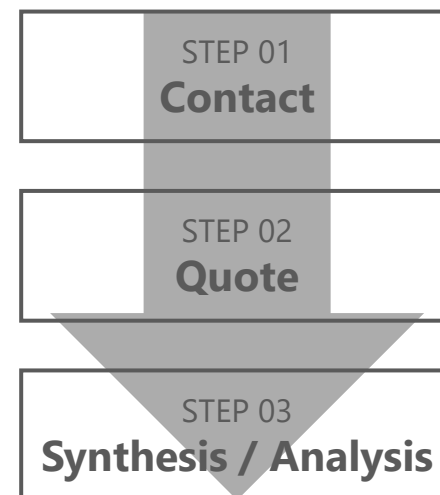 STEP 01
Contact
STEP 02
Quote
STEP 03
Synthesis / Analysis